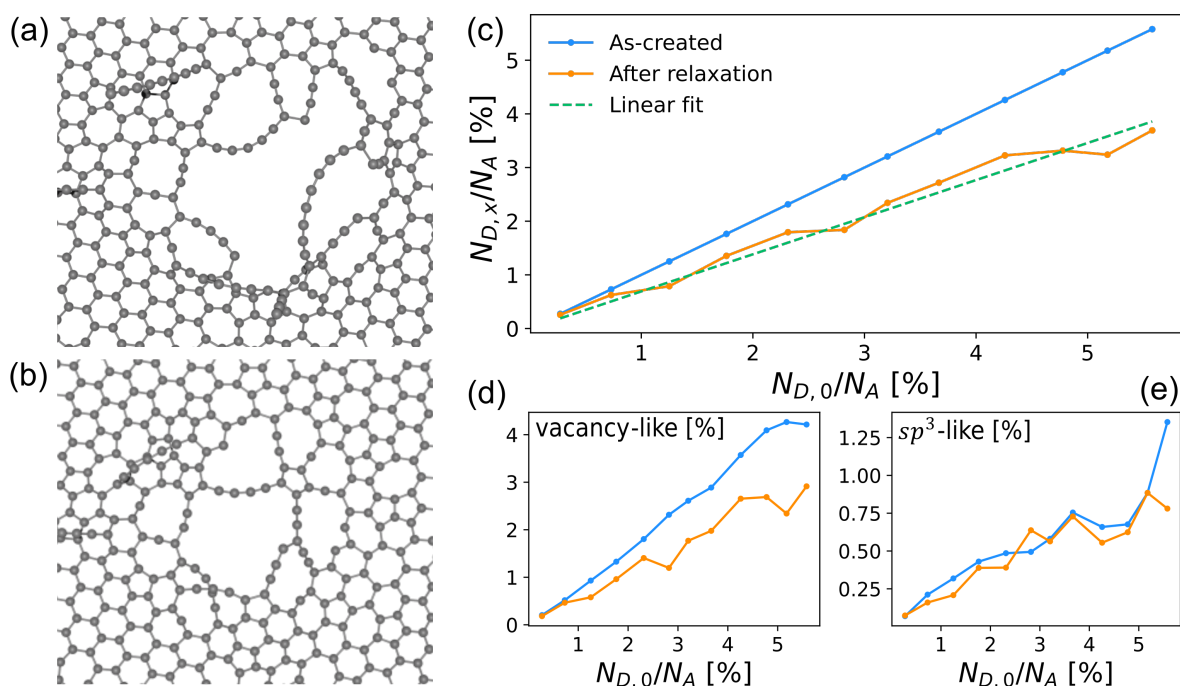 (a)
(b)
(c)
As-created
After relaxation
Linear fit
N_{D,x}/N_A [%]
5
4
3
2
1
0
1 2 3 4 5
N_{D,0}/N_A [%]
(d)
vacancy-like [%]
4
3
2
1
0
1 2 3 4 5
N_{D,0}/N_A [%]
(e)
sp³-like [%]
1.25
1.00
0.75
0.50
0.25
1 2 3 4 5
N_{D,0}/N_A [%]